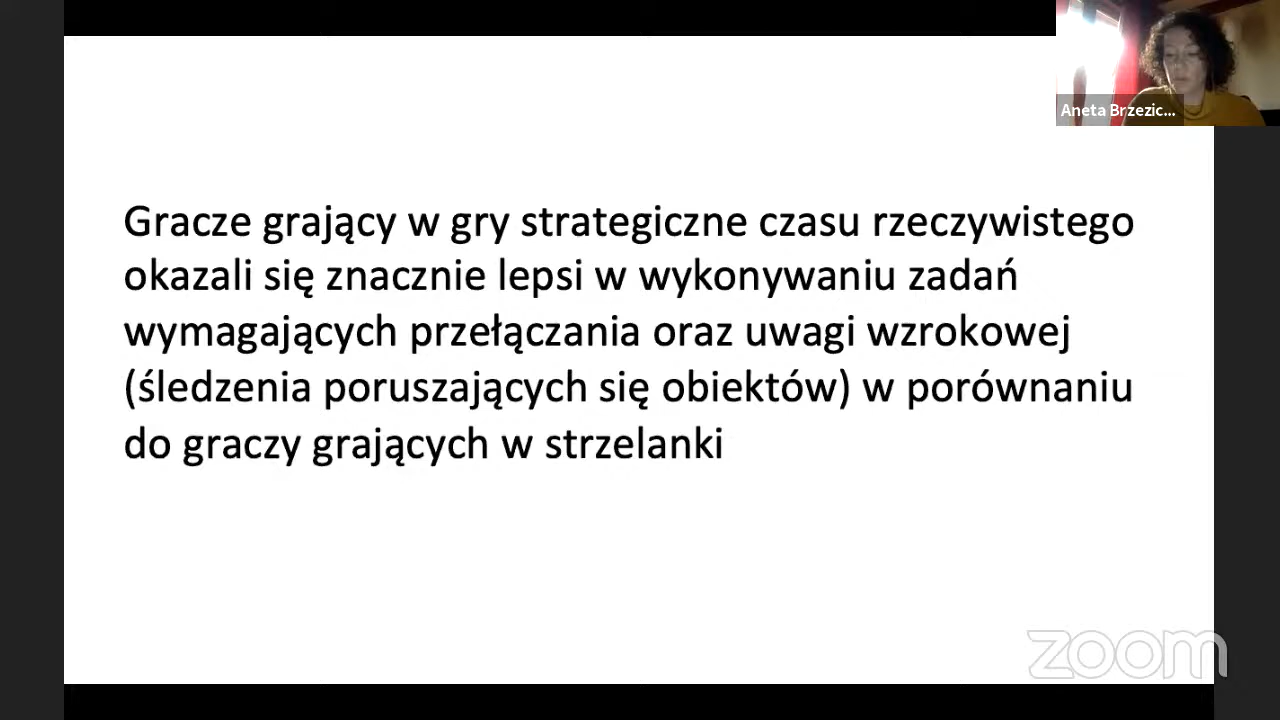 Aneta Brzezic...
Gracze grający w gry strategiczne czasu rzeczywistego
okazali się znacznie lepsi w wykonywaniu zadań
wymagających przełączania oraz uwagi wzrokowej
(śledzenia poruszających się obiektów) w porównaniu
do graczy grających w strzelanki
zoom